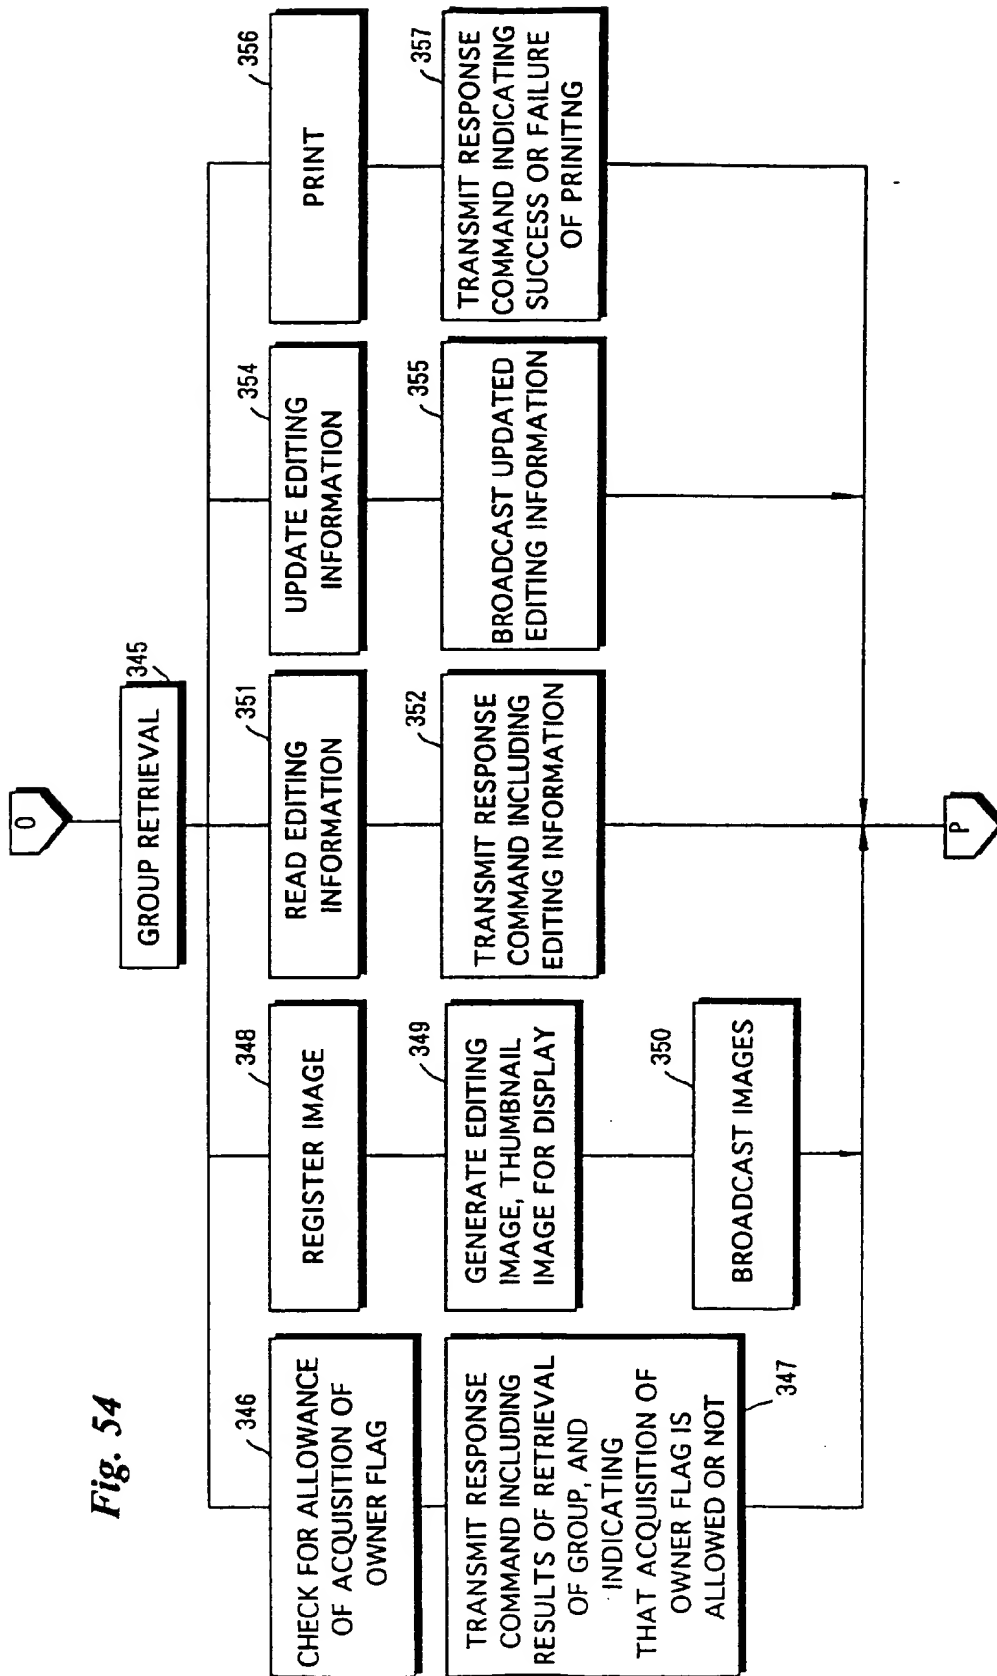 Fig. 54
0
GROUP RETRIEVAL
345
346
CHECK FOR ALLOWANCE
OF ACQUISITION OF
OWNER FLAG
TRANSMIT RESPONSE
COMMAND INCLUDING
RESULTS OF RETRIEVAL
OF GROUP, AND
INDICATING
THAT ACQUISITION OF
OWNER FLAG IS
ALLOWED OR NOT
347
348
REGISTER IMAGE
349
GENERATE EDITING
IMAGE, THUMBNAIL
IMAGE FOR DISPLAY
350
BROADCAST IMAGES
351
READ EDITING
INFORMATION
352
TRANSMIT RESPONSE
COMMAND INCLUDING
EDITING INFORMATION
354
UPDATE EDITING
INFORMATION
355
BROADCAST UPDATED
EDITING INFORMATION
356
PRINT
357
TRANSMIT RESPONSE
COMMAND INDICATING
SUCCESS OR FAILURE
OF PRINITNG
P